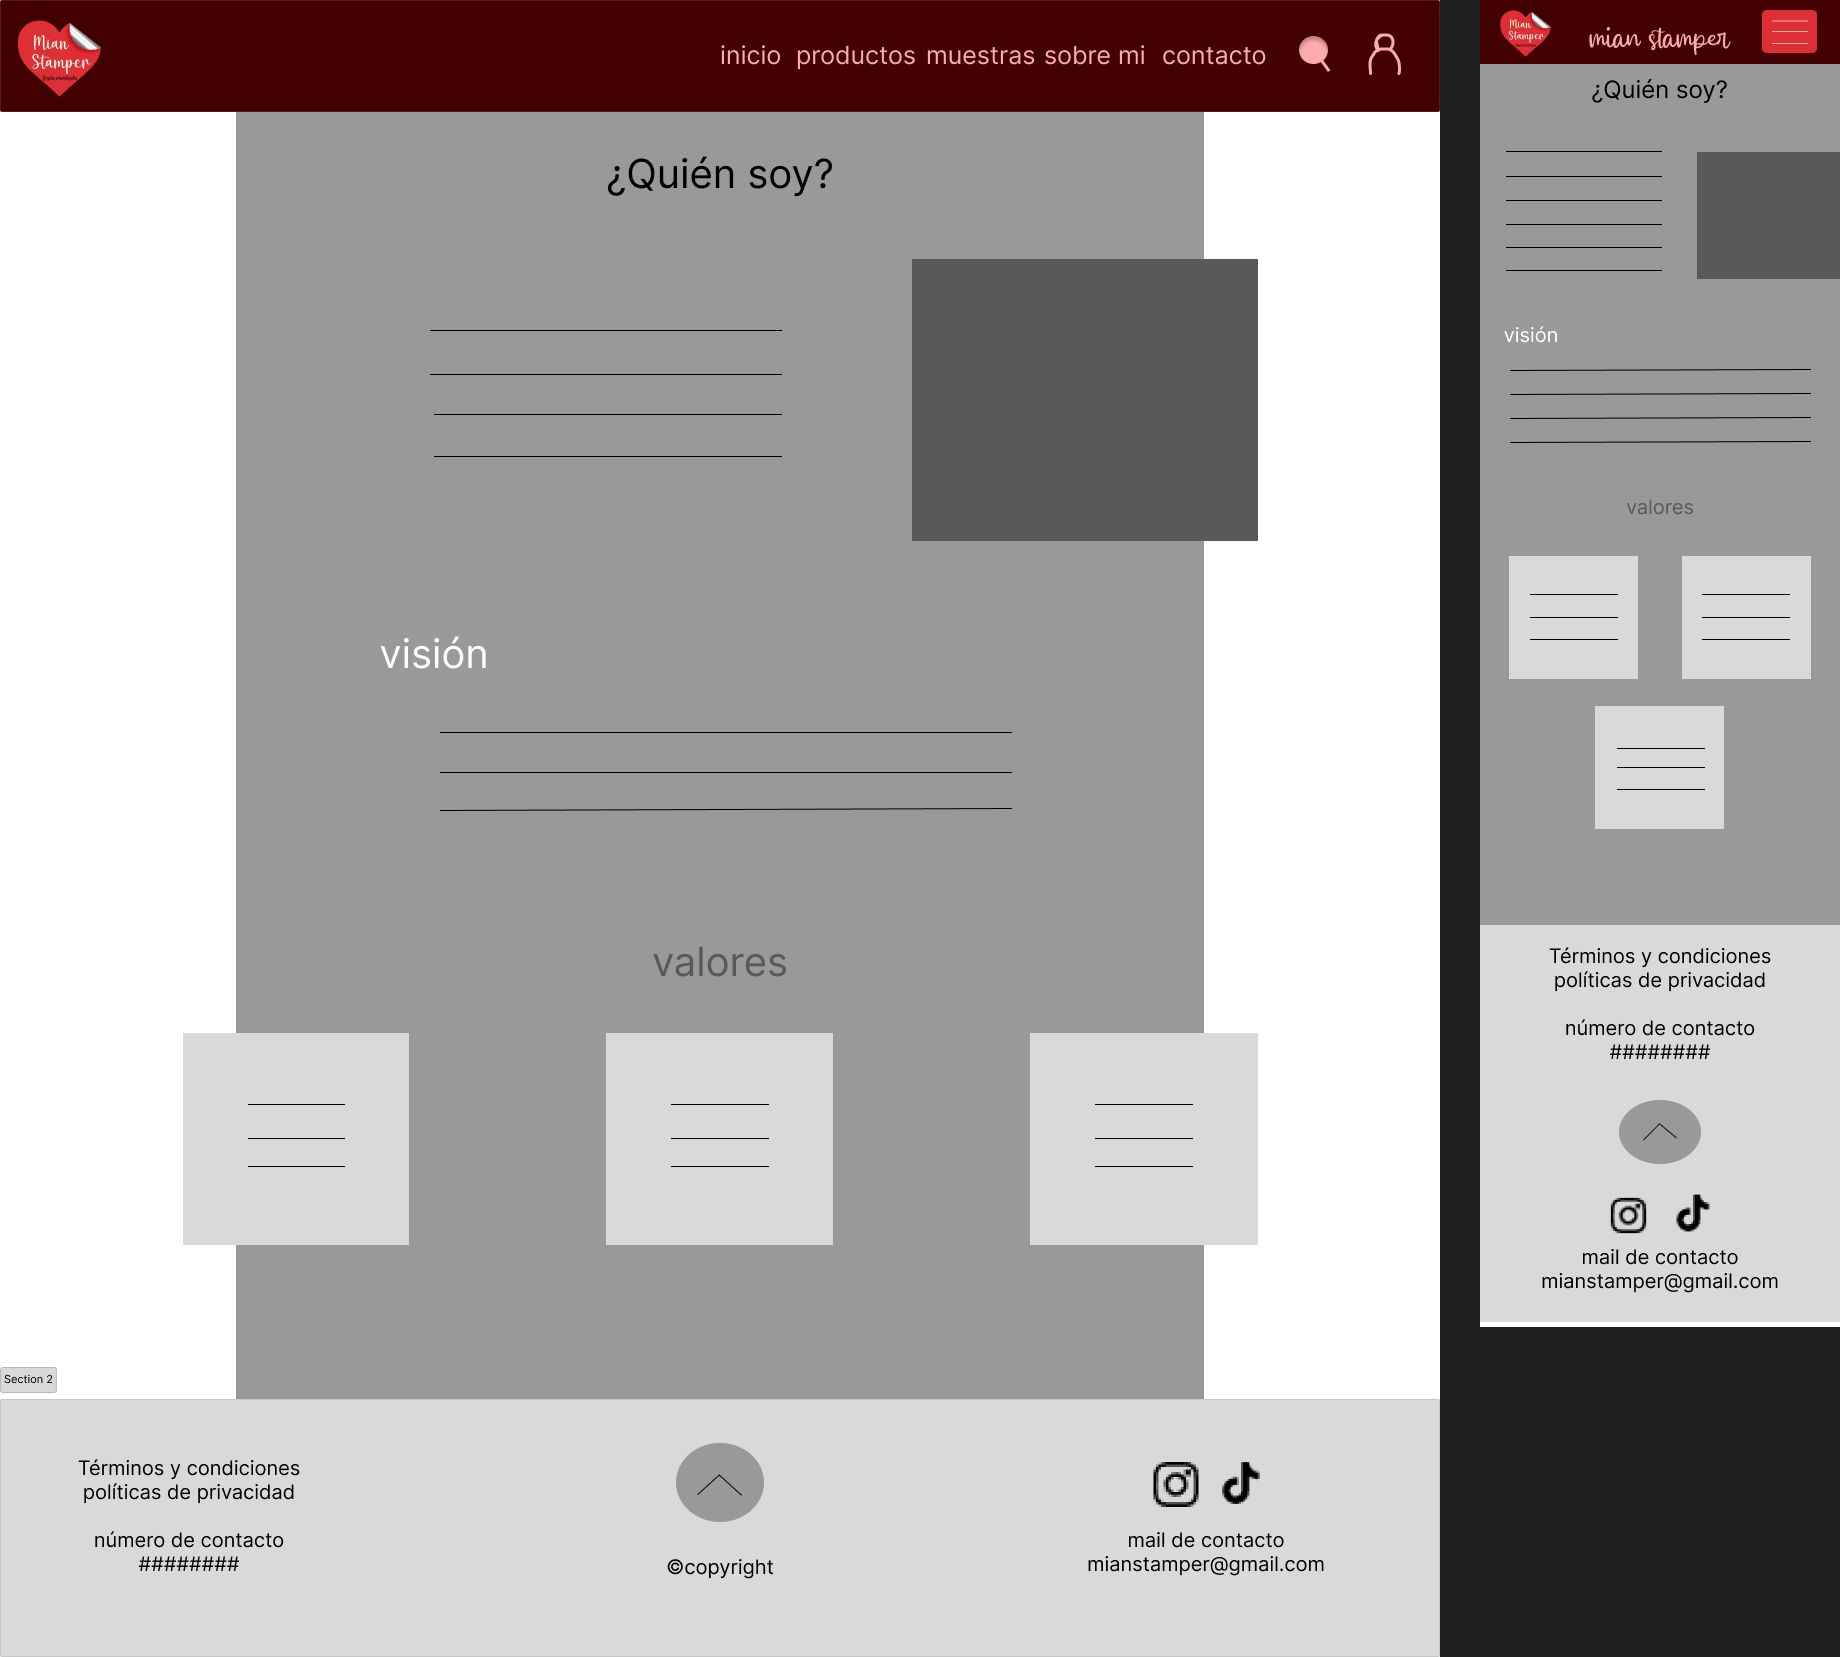 Mian
Stamper
inicio productos muestras sobre mi contacto
¿Quién soy?
visión
valores
Section 2
Términos y condiciones
políticas de privacidad
número de contacto
########
©copyright
mail de contacto
mianstamper@gmail.com
Mian
Stamper
mian stamper
¿Quién soy?
visión
valores
Términos y condiciones
políticas de privacidad
número de contacto
########
mail de contacto
mianstamper@gmail.com